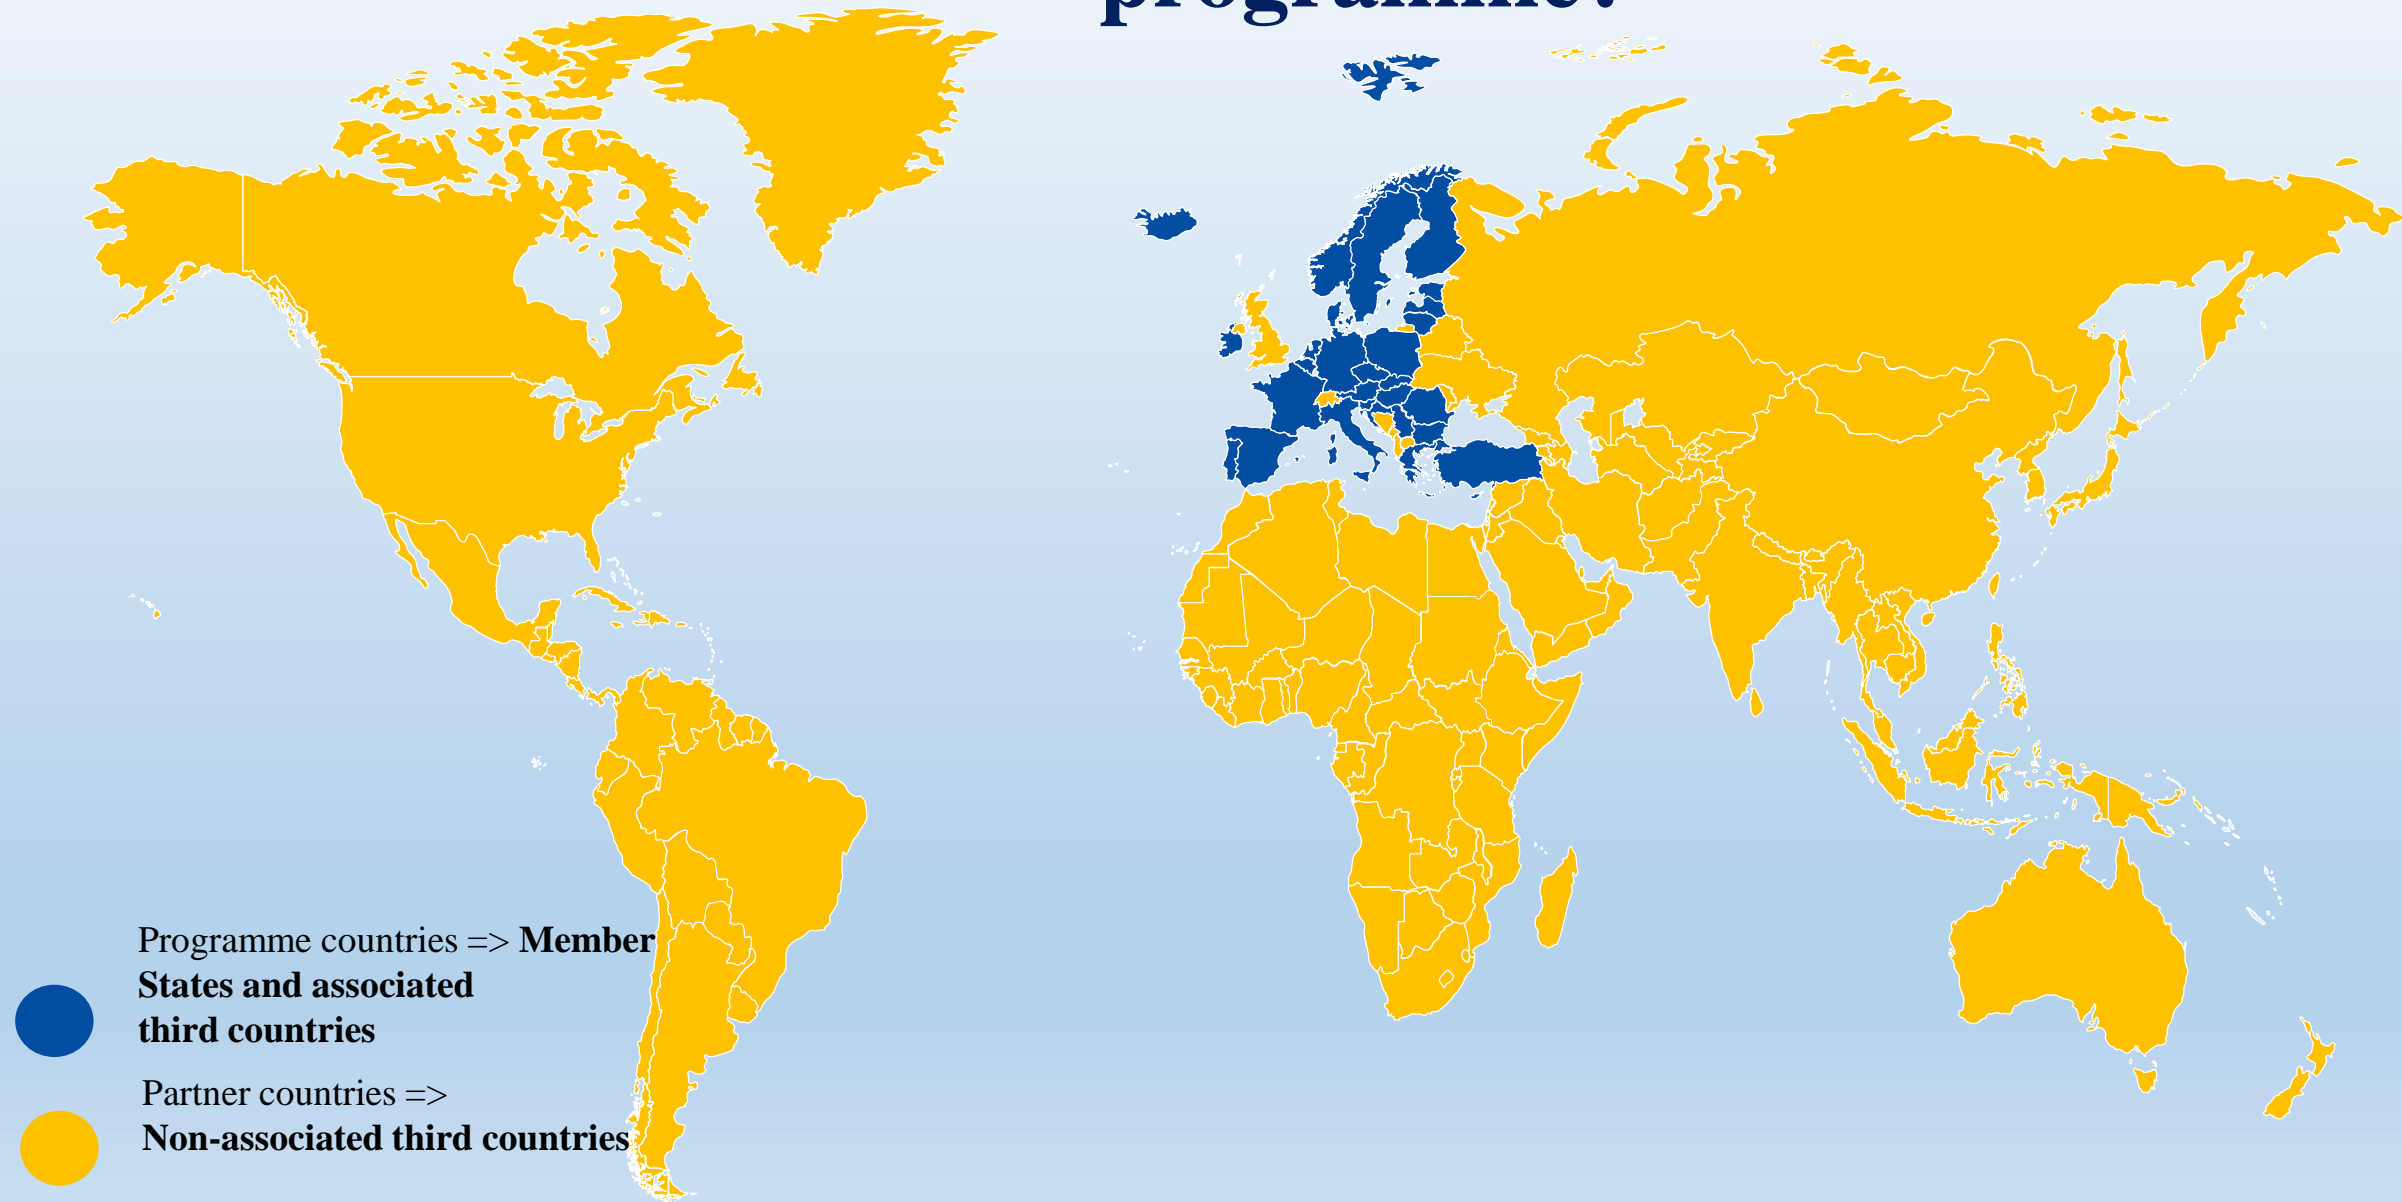 programme?
Programme countries => Member
States and associated
third countries
Partner countries =>
Non-associated third countries